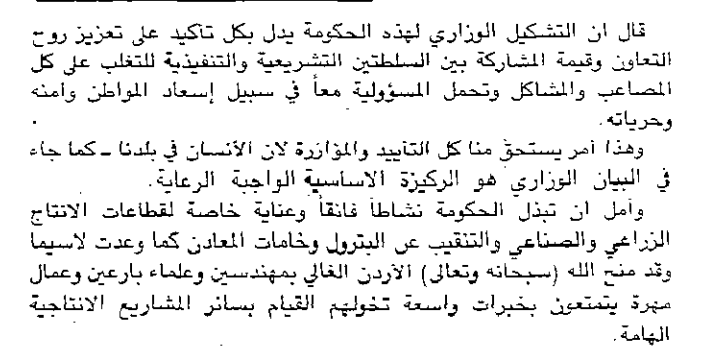 قال ان التشكيل الوزاري لهذه الحكومة يدل بكل تأكيد على تعزيز روح
التعاون وقيمة المشاركة بين السلطتين التشريعية والتنفيذية للتغلب على كل
المصاعب والمشاكل وتحمل المسؤولية معاً في سبيل إسعاد المواطن وأمنه
وحرياته.
وهذا أمر يستحق منا كل التأييد والمؤازرة لان الأنسان في بلدنا ـ كما جاء
في البيان الوزاري هو الركيزة الاساسية الواجبة الرعاية.
وأمل ان تبذل الحكومة نشاطاً فائقاً وعناية خاصة لقطاعات الانتاج
الزراعي والصناعي والتنقيب عن البترول وخامات المعادن كما وعدت لاسيما
وقد منح الله (سبحانه وتعالى) الاردن الغالي بمهندسين وعلماء بارعين وعمال
مهرة يتمتعون بخبرات واسعة تخولهم القيام بسائر المشاريع الانتاجية
الهامة.